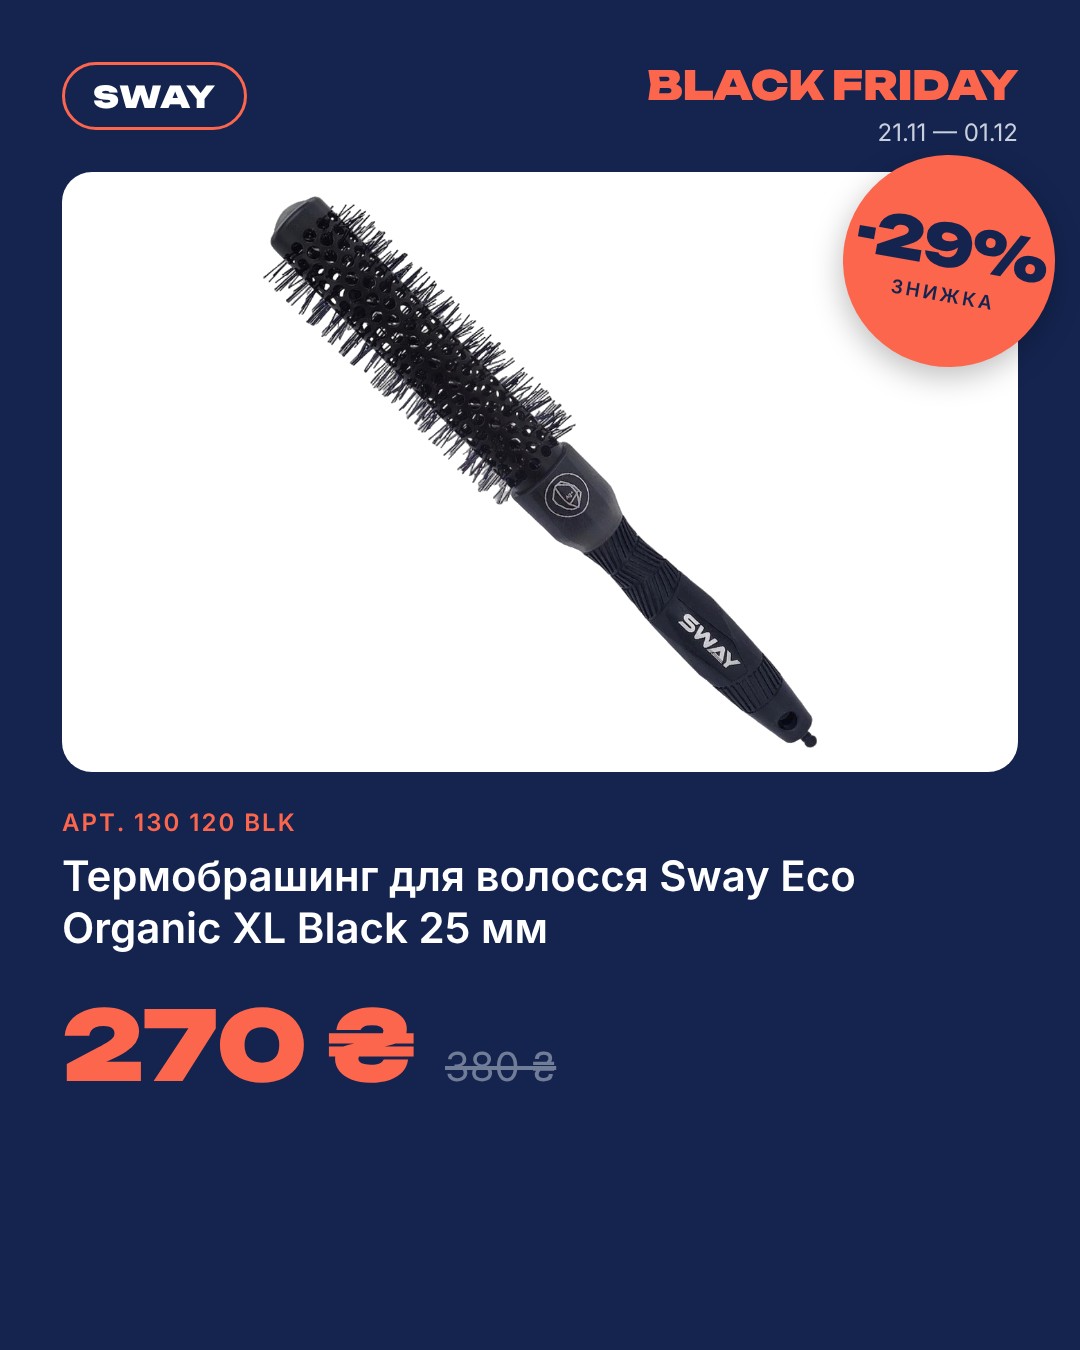 SWAY
BLACK FRIDAY
21.11 — 01.12
-29%
ЗНИЖКА
SWAY
АРТ. 130 120 BLK
Термобрашинг для волосся Sway Eco
Organic XL Black 25 мм
270 ₴ 380 ₴